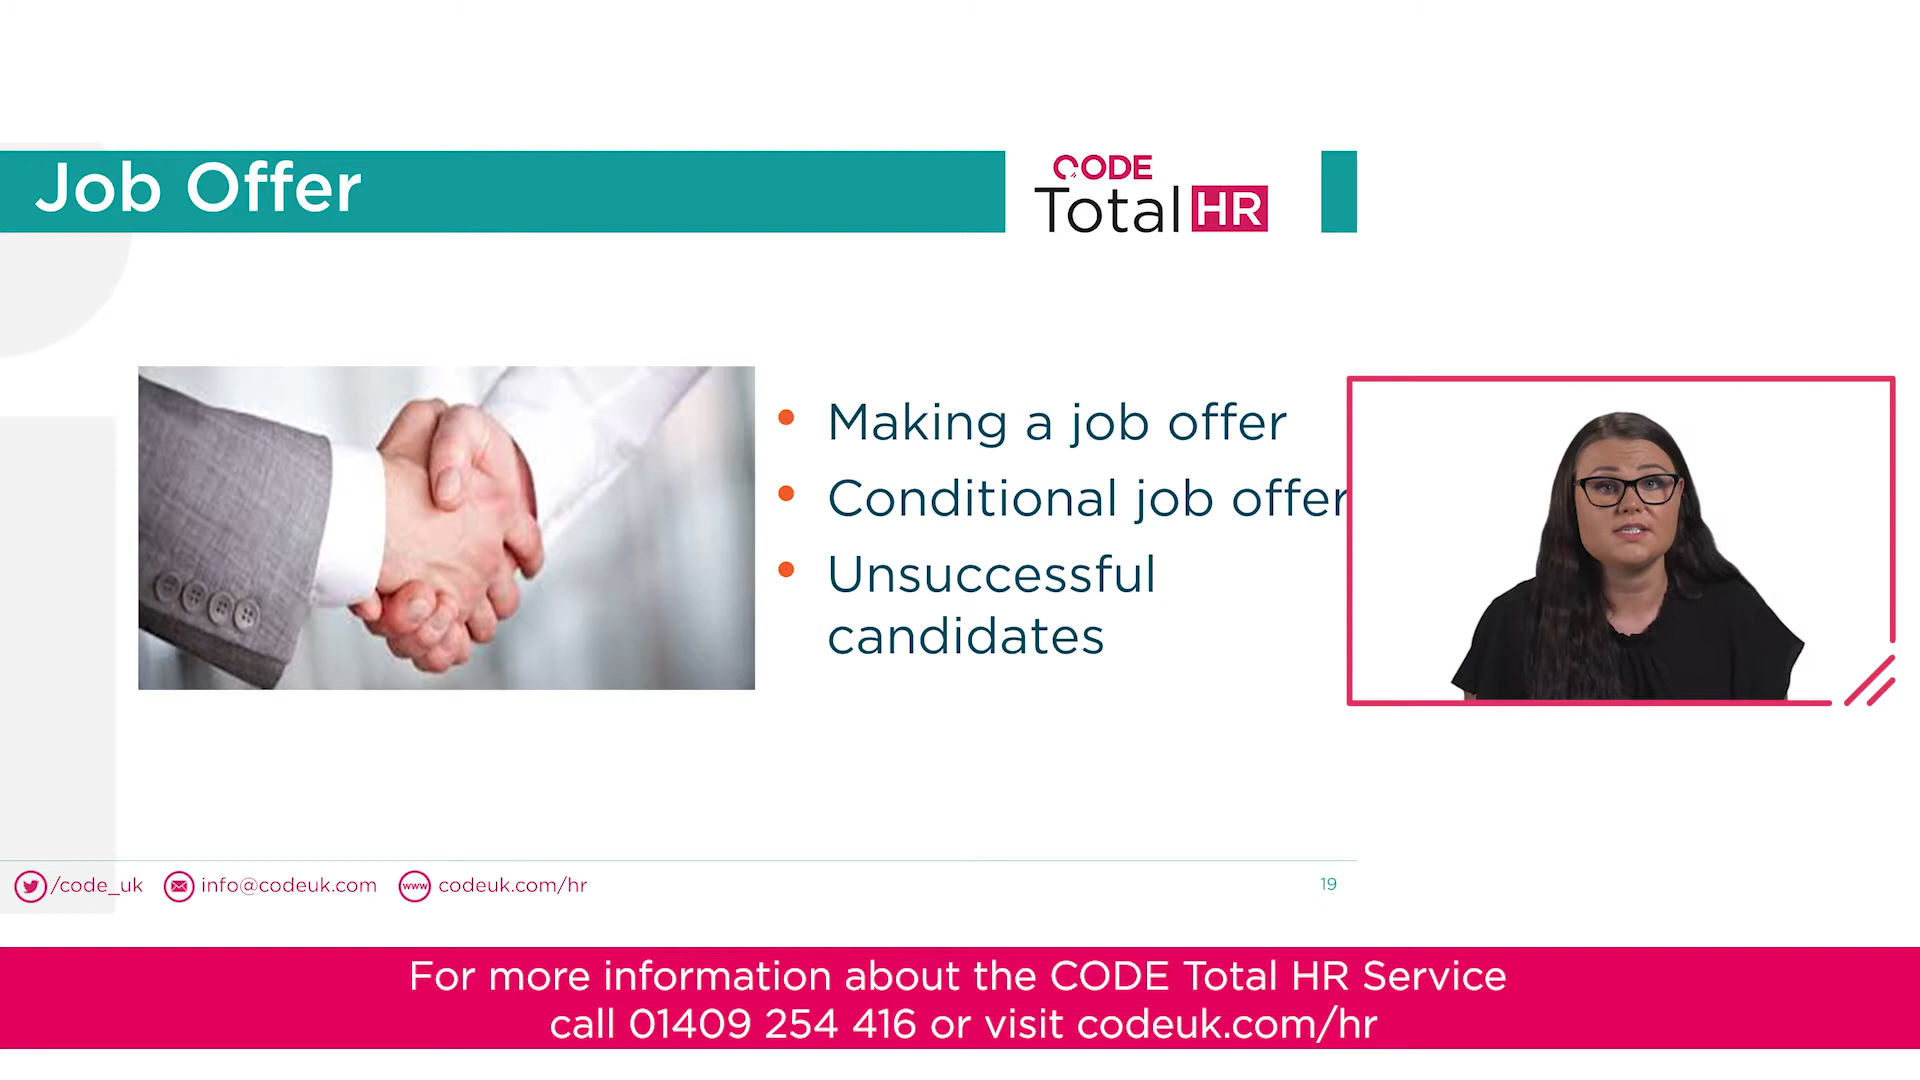 Job Offer
CODE
Total HR
• Making a job offer
• Conditional job offer
• Unsuccessful
candidates
/code_uk
info@codeuk.com
www
codeuk.com/hr
19
For more information about the CODE Total HR Service
call 01409 254 416 or visit codeuk.com/hr